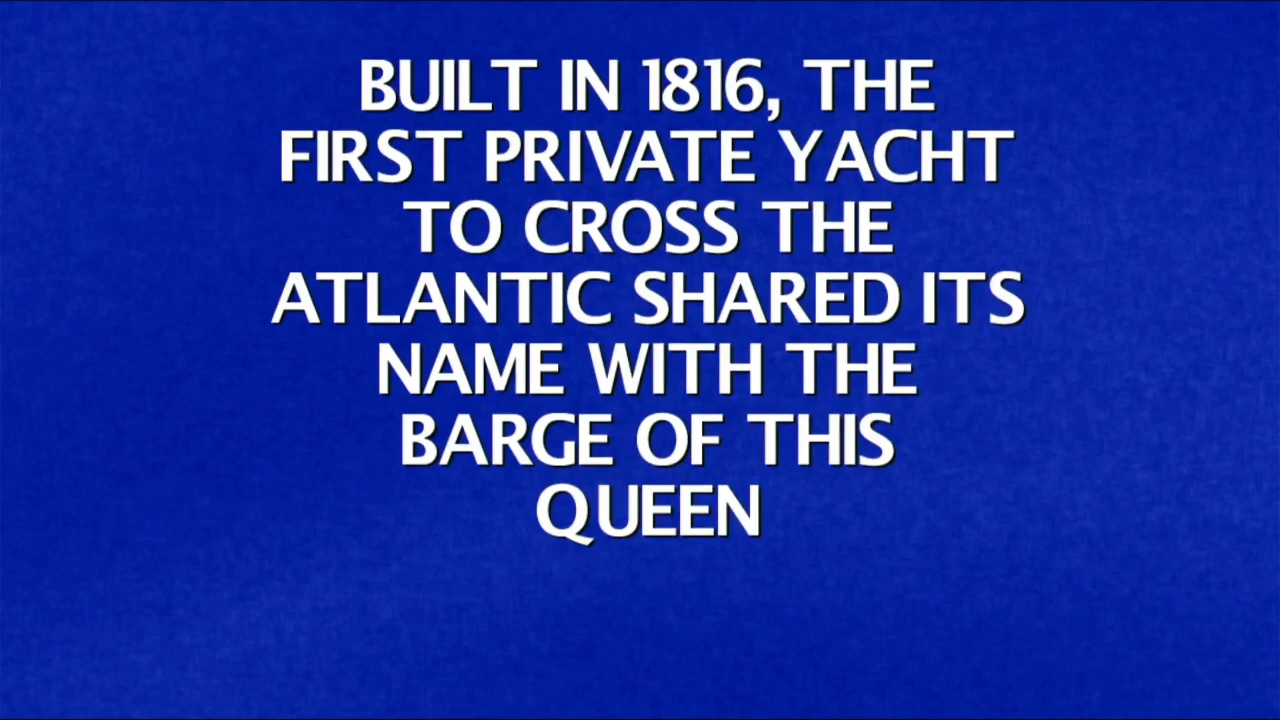 BUILT IN 1816, THE
FIRST PRIVATE YACHT
TO CROSS THE
ATLANTIC SHARED ITS
NAME WITH THE
BARGE OF THIS
QUEEN